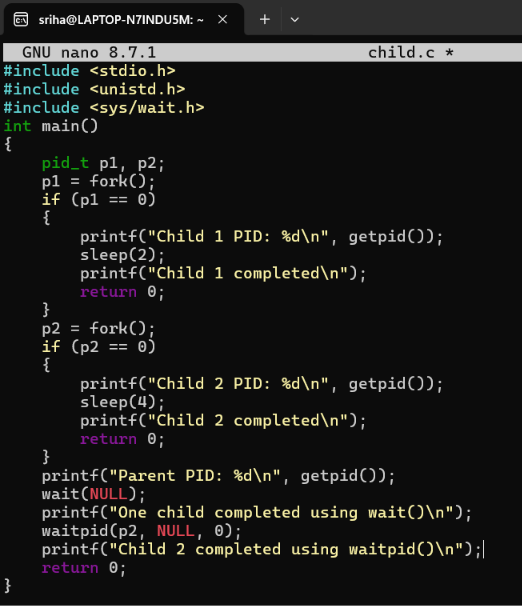 sriha@LAPTOP-N7INDU5M: ~ × + ⌄
GNU nano 8.7.1 child.c *
#include <stdio.h>
#include <unistd.h>
#include <sys/wait.h>
int main()
{
    pid_t p1, p2;
    p1 = fork();
    if (p1 == 0)
    {
        printf("Child 1 PID: %d\n", getpid());
        sleep(2);
        printf("Child 1 completed\n");
        return 0;
    }
    p2 = fork();
    if (p2 == 0)
    {
        printf("Child 2 PID: %d\n", getpid());
        sleep(4);
        printf("Child 2 completed\n");
        return 0;
    }
    printf("Parent PID: %d\n", getpid());
    wait(NULL);
    printf("One child completed using wait()\n");
    waitpid(p2, NULL, 0);
    printf("Child 2 completed using waitpid()\n");
    return 0;
}